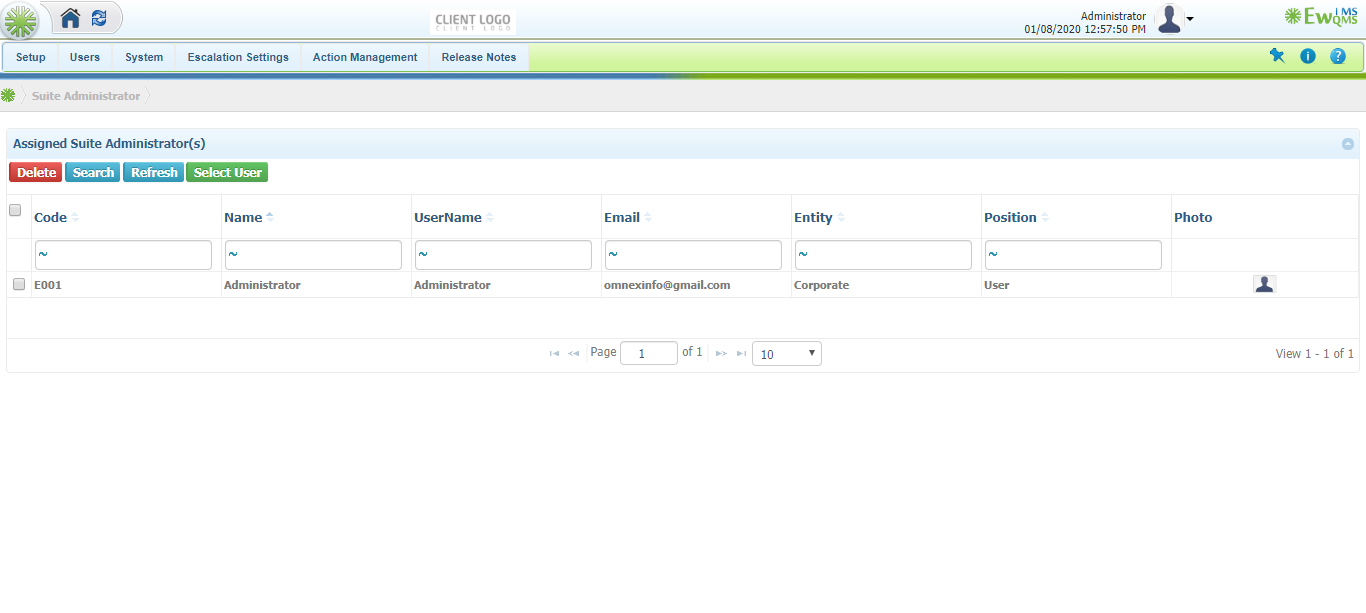 CLIENT LOGO
CLIENT LOGO
Administrator
01/08/2020 12:57:50 PM
EwQMS
iMS
Setup Users System Escalation Settings Action Management Release Notes
i ?
Suite Administrator
Assigned Suite Administrator(s)
Delete Search Refresh Select User
Code Name UserName Email Entity Position Photo
~ ~ ~ ~ ~ ~
E001 Administrator Administrator omnexinfo@gmail.com Corporate User
Page 1 of 1 10 View 1 - 1 of 1